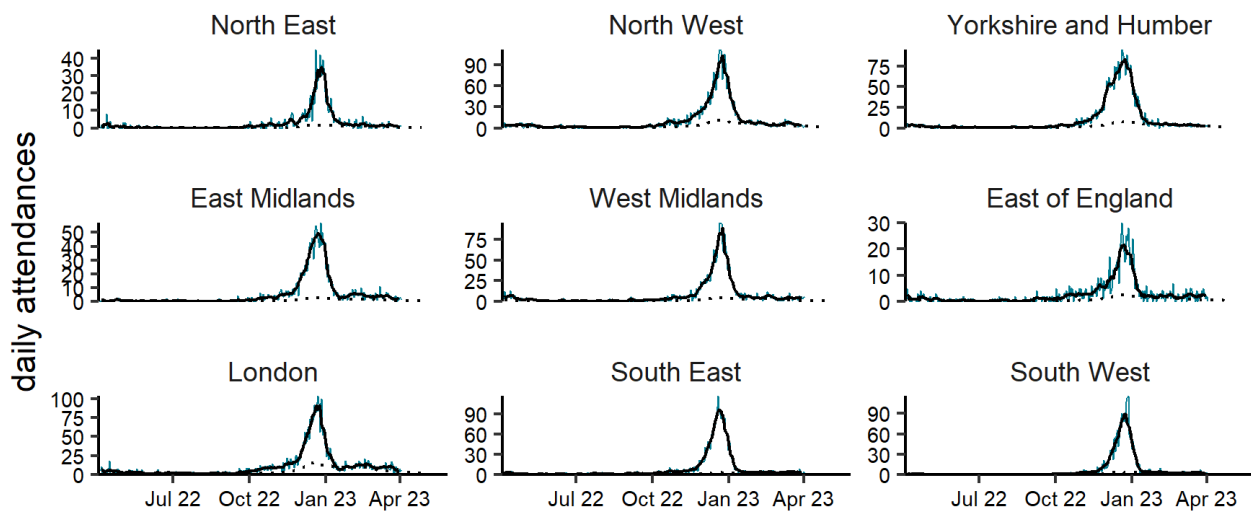 North East North West Yorkshire and Humber
40 90 75
30 60 50
20 30 25
10 0 0
0
daily attendances
East Midlands West Midlands East of England
50 75 30
40 50 20
30 25 10
20 0 0
10
0
London South East South West
100 90 90
75 60 60
50 30 30
25 0 0
0
Jul 22 Oct 22 Jan 23 Apr 23 Jul 22 Oct 22 Jan 23 Apr 23 Jul 22 Oct 22 Jan 23 Apr 23